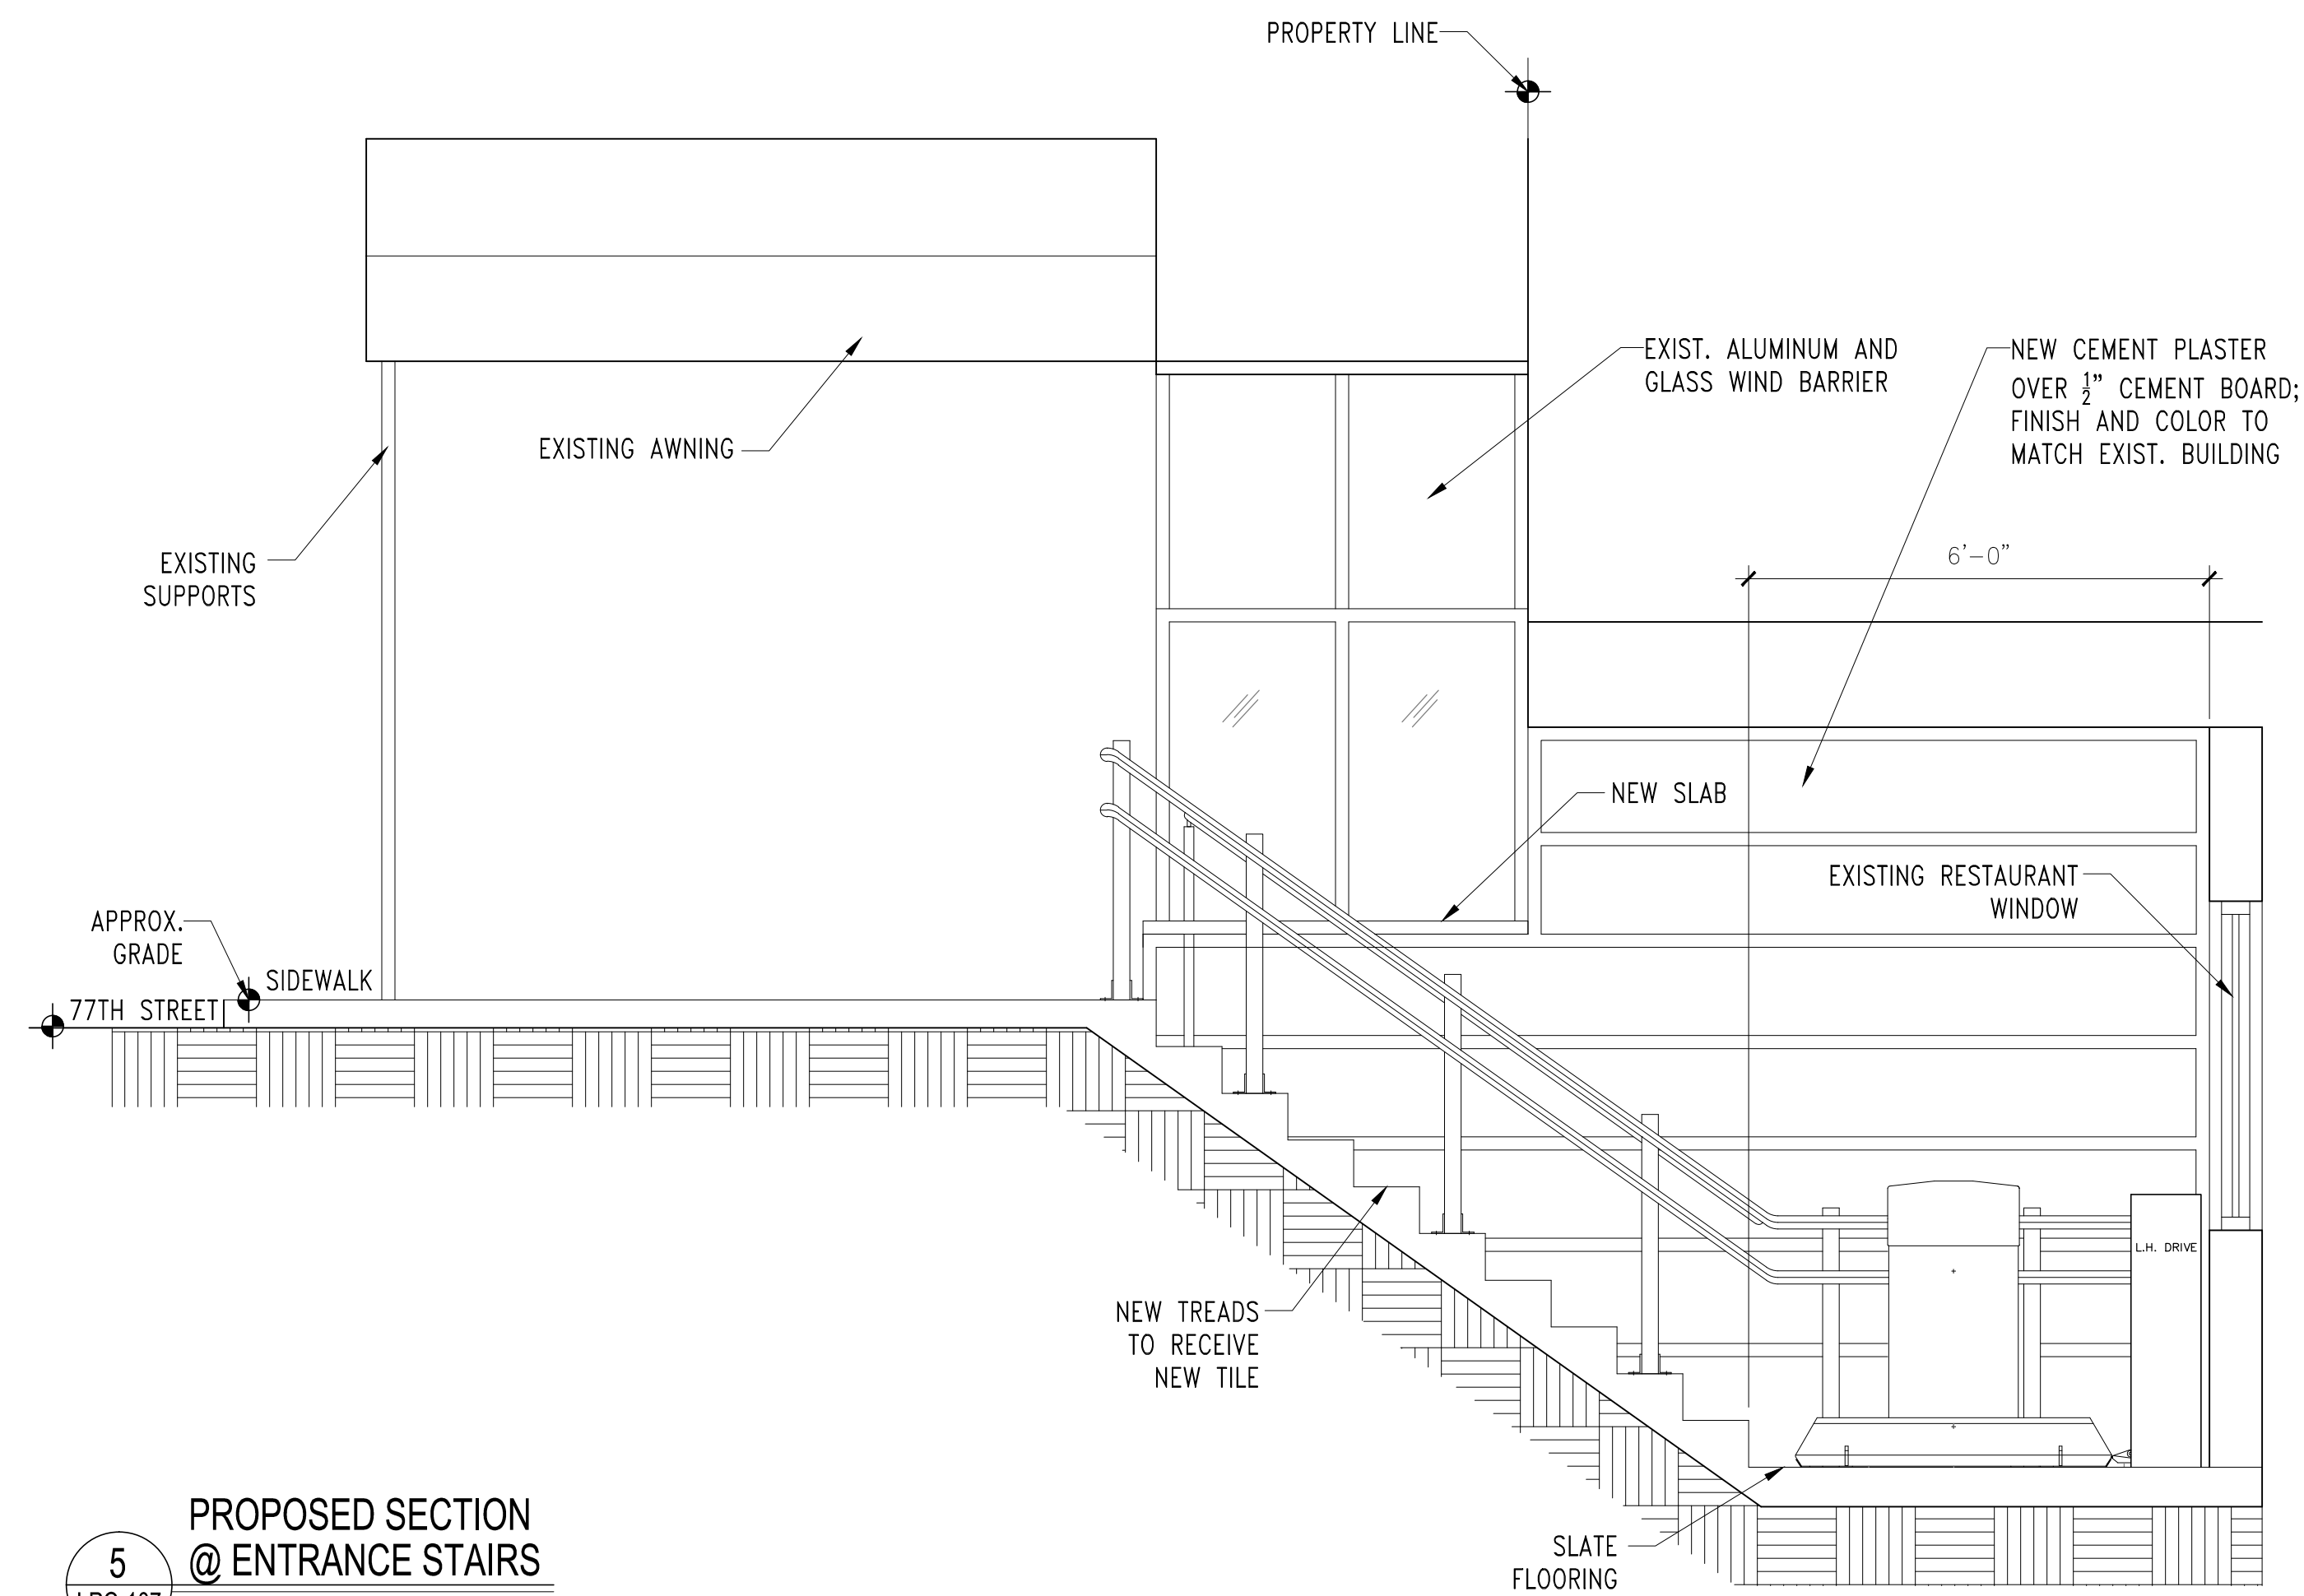 PROPERTY LINE
EXIST. ALUMINUM AND
GLASS WIND BARRIER
NEW CEMENT PLASTER
OVER 1/2" CEMENT BOARD;
FINISH AND COLOR TO
MATCH EXIST. BUILDING
EXISTING AWNING
6'-0"
EXISTING
SUPPORTS
NEW SLAB
EXISTING RESTAURANT
WINDOW
APPROX.
GRADE
SIDEWALK
77TH STREET
L.H. DRIVE
NEW TREADS
TO RECEIVE
NEW TILE
SLATE
FLOORING
PROPOSED SECTION
@ ENTRANCE STAIRS
5